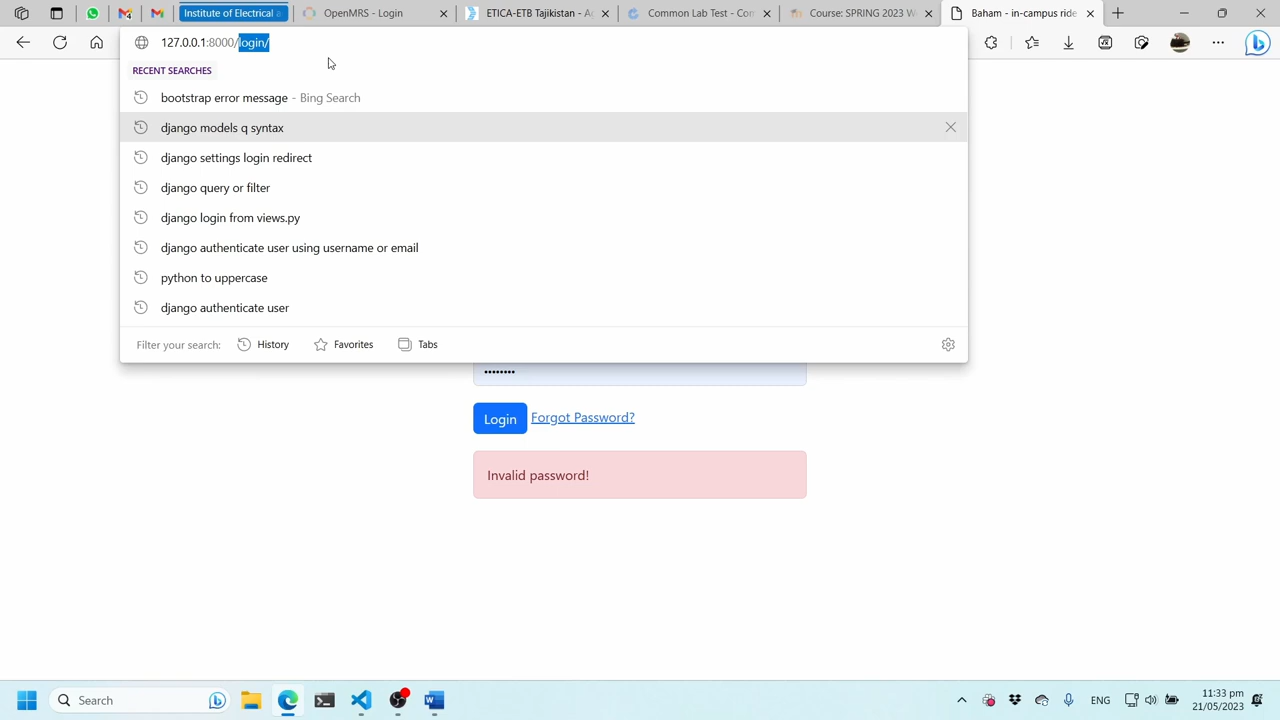 Institute of Electrical a
OpenMRS - Login
ETICA-ETB Tajikistan - Ag
Common Lab Test - Com
Course: SPRING 2023 W
Baham - in-campus ride
127.0.0.1:8000/login/
RECENT SEARCHES
bootstrap error message - Bing Search
django models q syntax
django settings login redirect
django query or filter
django login from views.py
django authenticate user using username or email
python to uppercase
django authenticate user
Filter your search:
History
Favorites
Tabs
Login Forgot Password?
Invalid password!
Search
ENG
11:33 pm
21/05/2023